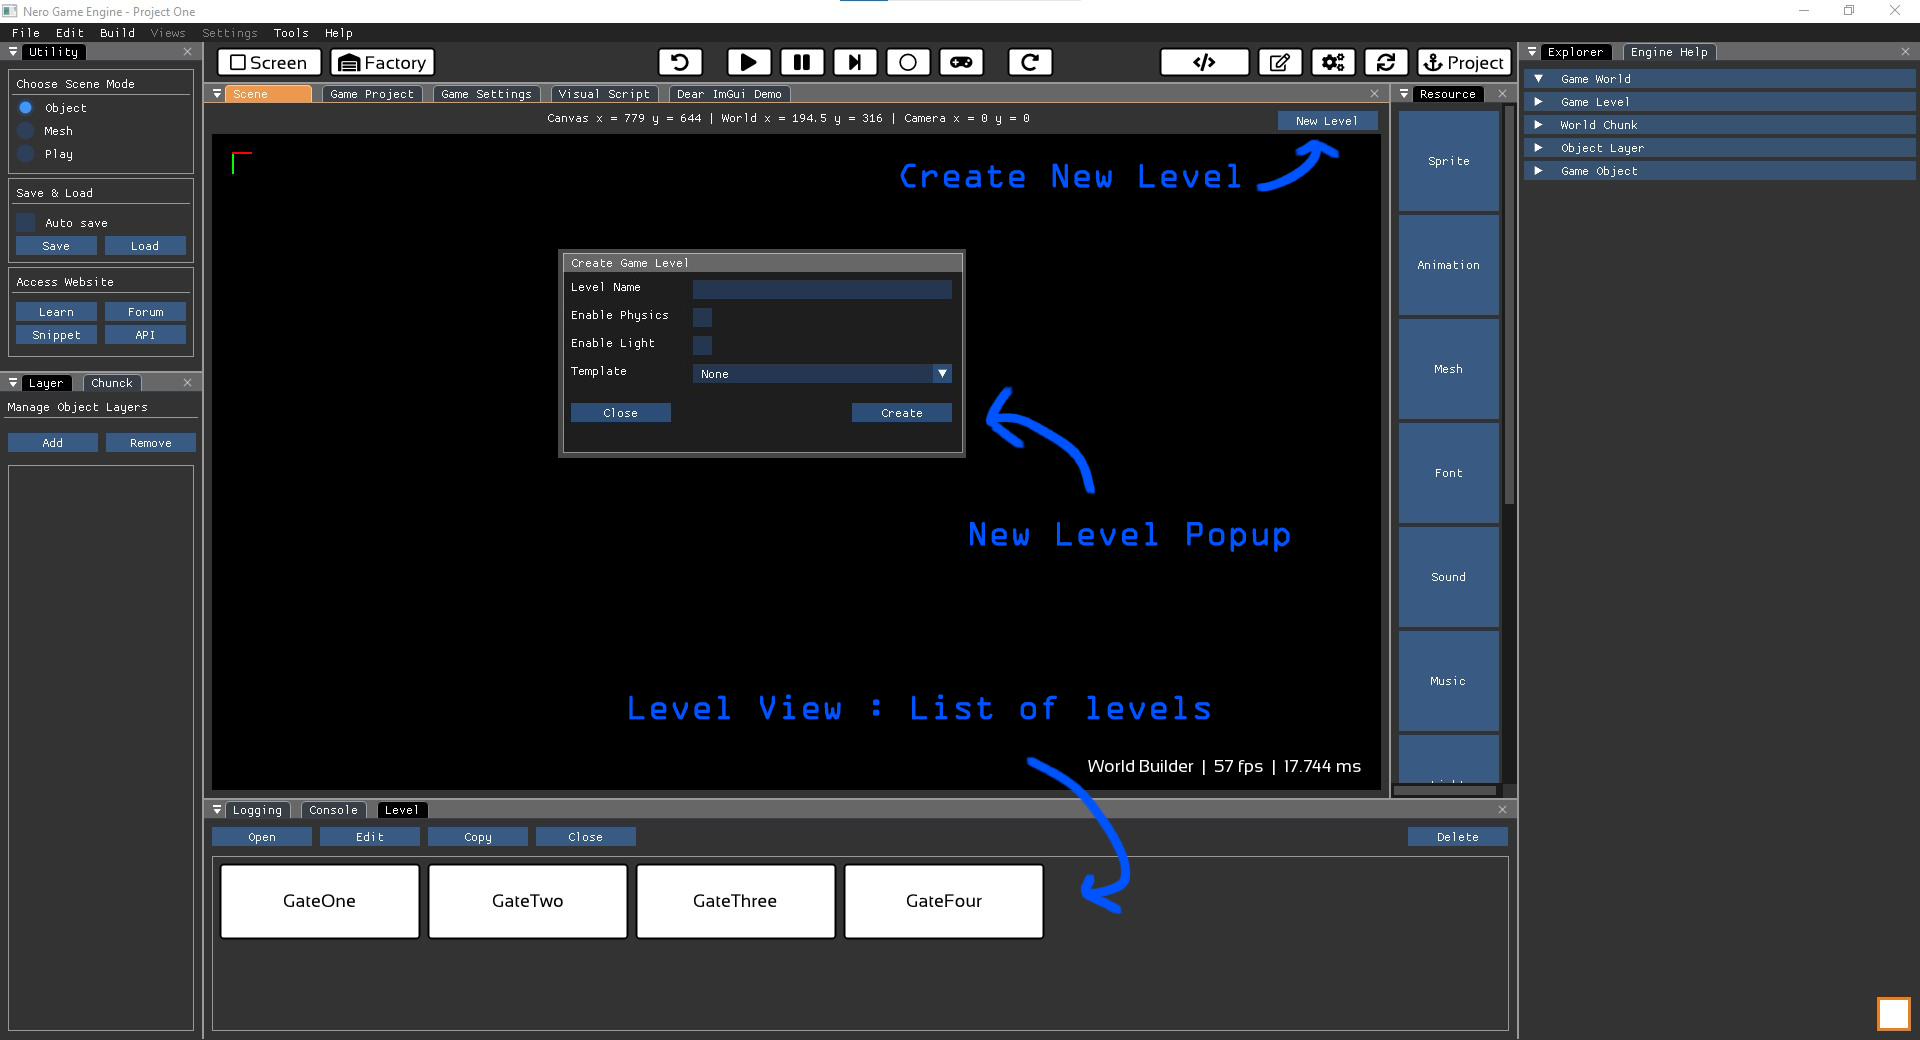 Nero Game Engine - Project One
File Edit Build Views Settings Tools Help
Utility
Choose Scene Mode
Object
Mesh
Play
Save & Load
Auto save
Save Load
Access Website
Learn Forum
Snippet API
Layer Chunck
Manage Object Layers
Add Remove
Screen Factory </> Project
Scene Game Project Game Settings Visual Script Dear ImGui Demo
Canvas x = 779 y = 644 | World x = 194.5 y = 316 | Camera x = 0 y = 0
New Level
Create New Level
Create Game Level
Level Name
Enable Physics
Enable Light
Template None
Close Create
New Level Popup
Level View : List of levels
World Builder | 57 fps | 17.744 ms
Logging Console Level
Open Edit Copy Close Delete
GateOne GateTwo GateThree GateFour
Resource
Sprite
Animation
Mesh
Font
Sound
Music
Explorer Engine Help
Game World
Game Level
World Chunk
Object Layer
Game Object